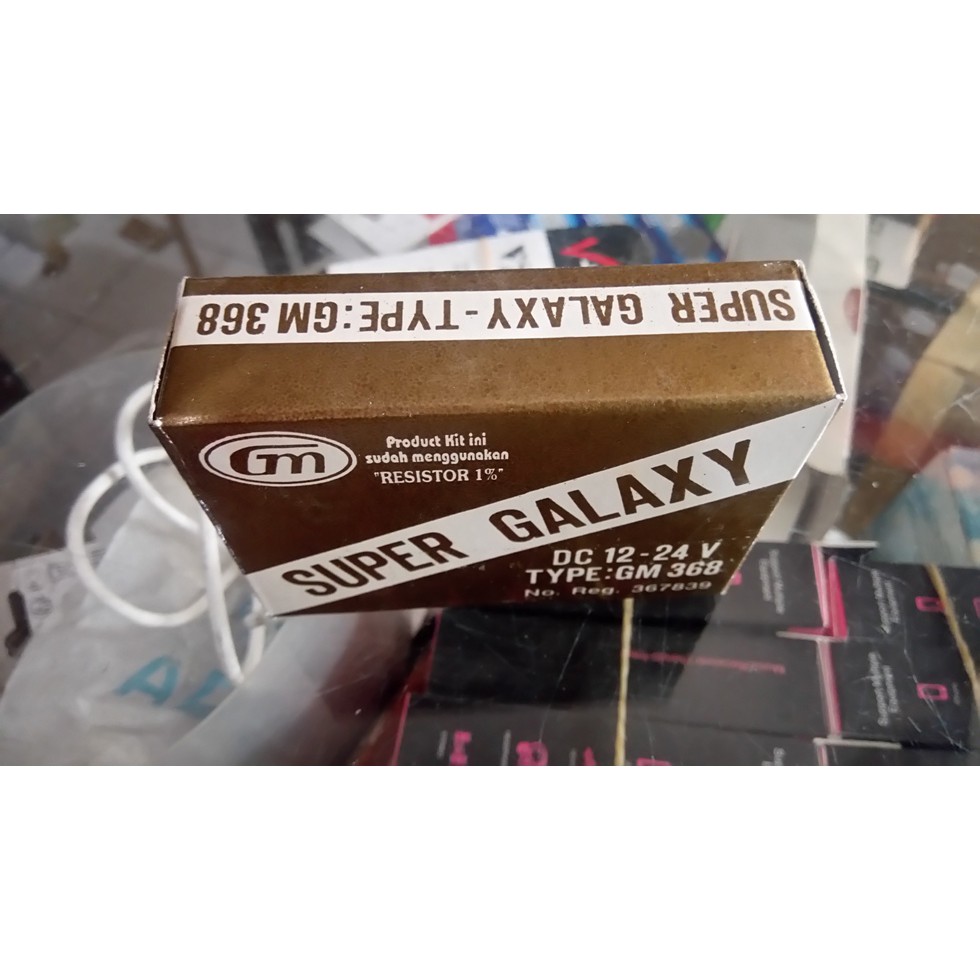 SUPER GALAXY - TYPE : GM 368
Gm
Product Kit ini
sudah menggunakan
"RESISTOR 1%"
SUPER GALAXY
DC 12 - 24 V
TYPE : GM 368
No. Reg. 367839